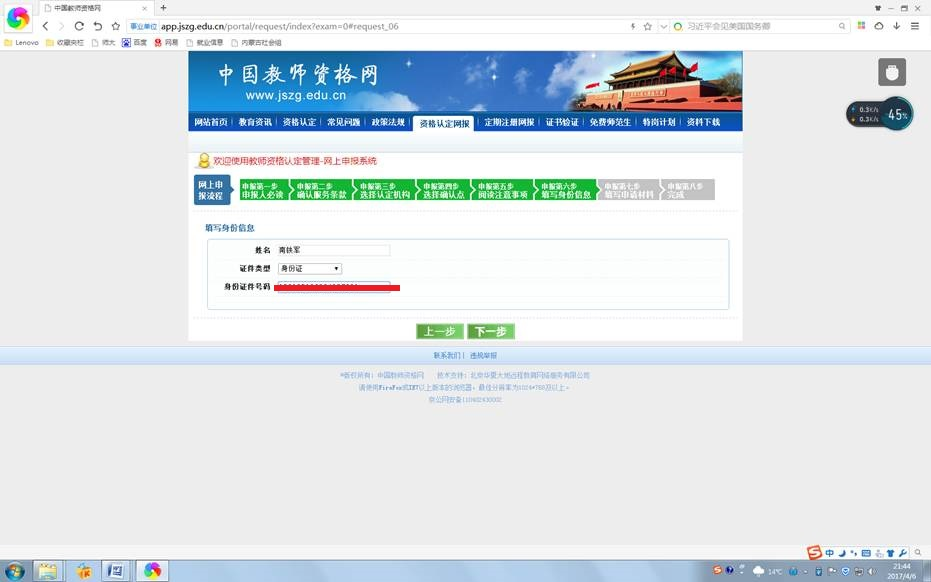 中国教师资格网
事业单位 app.jszg.edu.cn/portal/request/index?exam=0#request_06
习近平会见美国国务卿
Lenovo 收藏夹栏 师大 百度 网易 就业信息 内蒙古社会组
中国教师资格网
www.jszg.edu.cn
0.3K/s
0.3K/s
45%
网站首页 教育资讯 资格认定 常见问题 政策法规 资格认定网报 定期注册网报 证书验证 免费师范生 特岗计划 资料下载
欢迎使用教师资格认定管理-网上申报系统
网上申报流程
申报第一步 申报人必读
申报第二步 确认服务条款
申报第三步 选择认定机构
申报第四步 选择确认点
申报第五步 阅读注意事项
申报第六步 填写身份信息
申报第七步 填写申请材料
申报第八步 完成
填写身份信息
姓名 南铁军
证件类型 身份证
身份证件号码
上一步 下一步
联系我们 | 违规举报
©版权所有：中国教师资格网 技术支持：北京华夏大地远程教育网络服务有限公司
请使用FireFox或IE7以上版本的浏览器；最佳分辨率为1024*768及以上。
京公网安备110402430002
中
14℃
21:44
2017/4/6